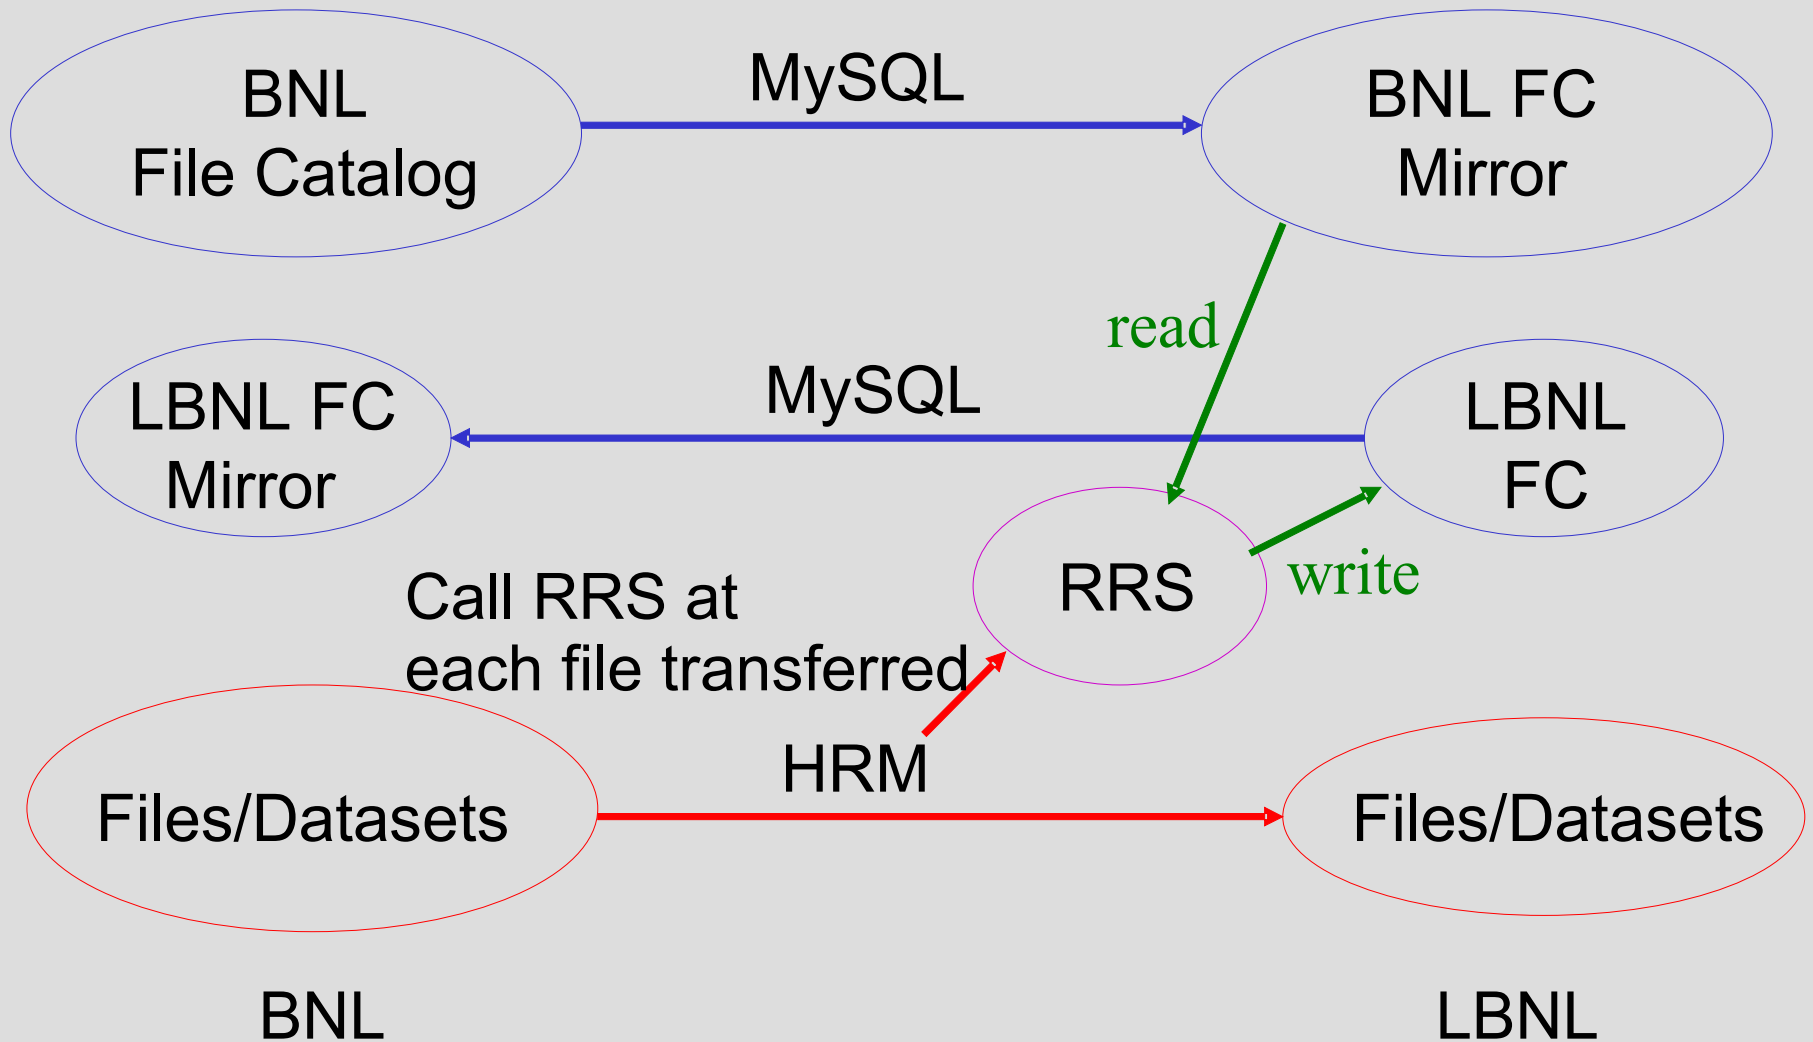 BNL
File Catalog
MySQL
BNL FC
Mirror
read
LBNL FC
Mirror
MySQL
LBNL
FC
RRS
write
Call RRS at
each file transferred
HRM
Files/Datasets
Files/Datasets
BNL
LBNL